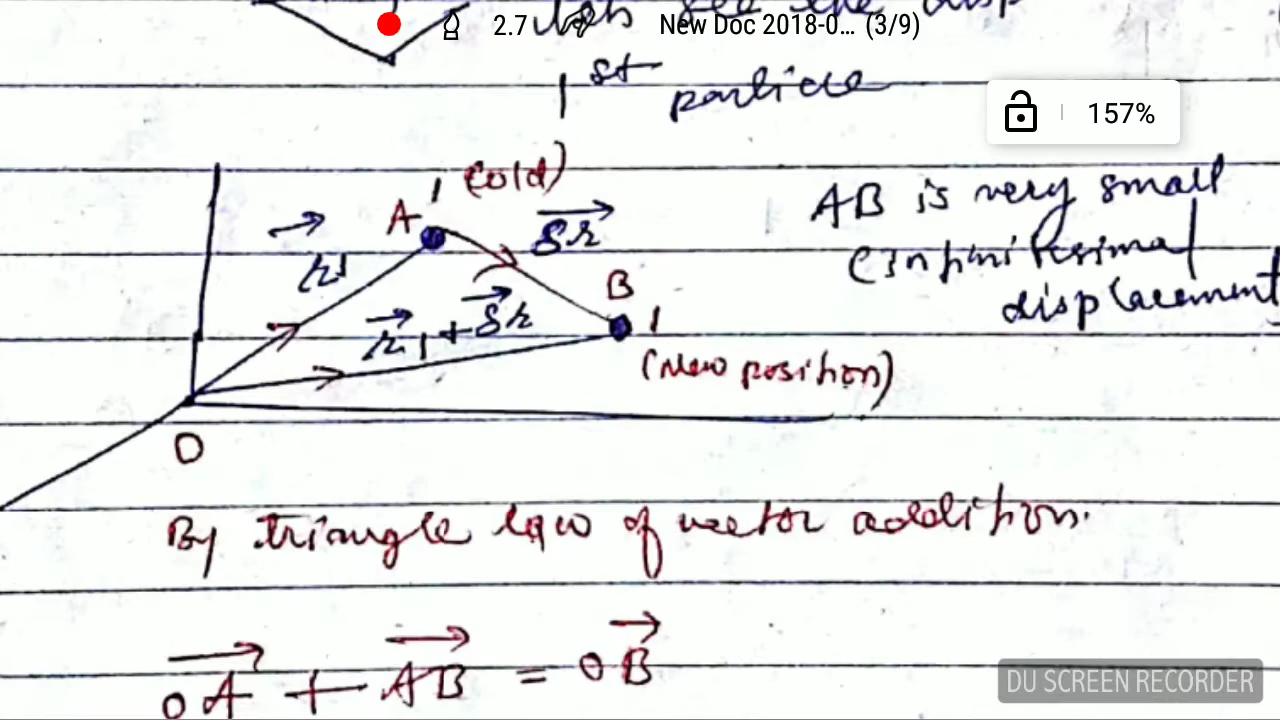 2.7
New Doc 2018-0... (3/9)
1st particle
157%
1 (old)
A
δr
r1
B
r1 + δr
1
(New position)
AB is very small
(Infinitesimal
displacement
O
By triangle law of vector addition.
OA + AB = OB
DU SCREEN RECORDER